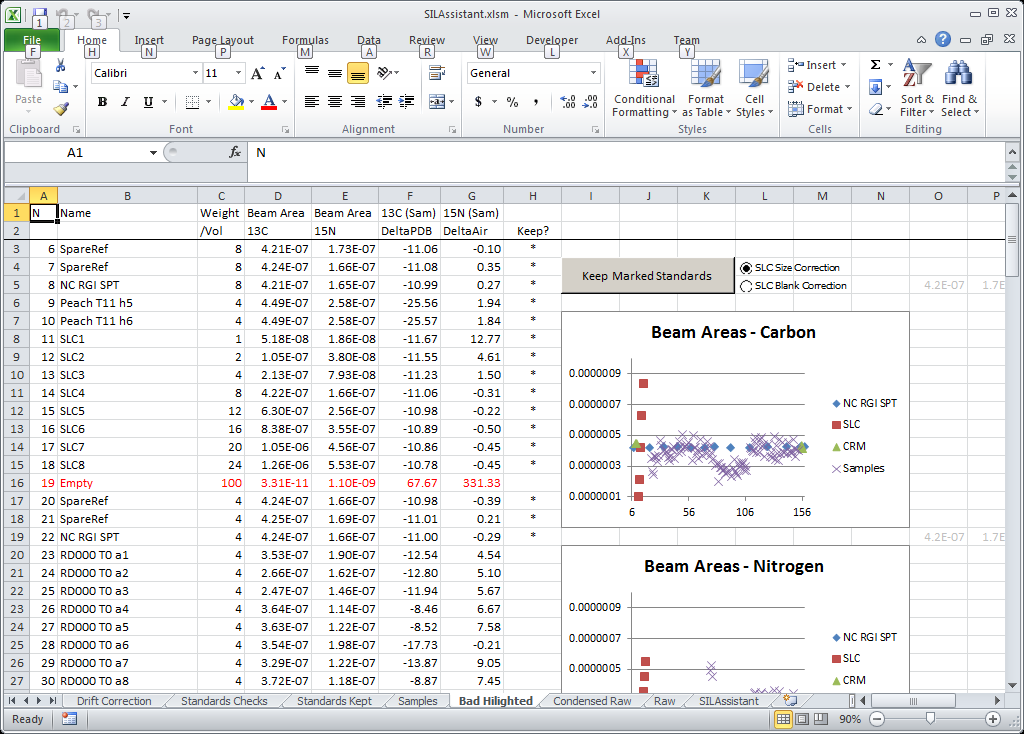 SILAssistant.xlsm - Microsoft Excel
1 2 3
File Home Insert Page Layout Formulas Data Review View Developer Add-Ins Team
F H N P M A R W L X Y
Paste
Clipboard
Calibri 11
B I U
Font
Alignment
General
$ % ,
Number
Conditional Formatting
Format as Table
Cell Styles
Styles
Insert
Delete
Format
Cells
Σ
Sort & Filter
Find & Select
Editing
A1 fx N
A B C D E F G H I J K L M N O P
1 N Name Weight Beam Area Beam Area 13C (Sam) 15N (Sam)
2 /Vol 13C 15N DeltaPDB DeltaAir Keep?
3 6 SpareRef 8 4.21E-07 1.73E-07 -11.06 -0.10 *
4 7 SpareRef 8 4.24E-07 1.66E-07 -11.08 0.35 *
5 8 NC RGI SPT 8 4.21E-07 1.65E-07 -10.99 0.27 * 4.2E-07 1.7E
6 9 Peach T11 h5 4 4.49E-07 2.58E-07 -25.56 1.94 *
7 10 Peach T11 h6 4 4.49E-07 2.58E-07 -25.57 1.84 *
8 11 SLC1 1 5.18E-08 1.86E-08 -11.67 12.77 *
9 12 SLC2 2 1.05E-07 3.80E-08 -11.55 4.61 *
10 13 SLC3 4 2.13E-07 7.93E-08 -11.23 1.50 *
11 14 SLC4 8 4.22E-07 1.66E-07 -11.06 -0.31 *
12 15 SLC5 12 6.30E-07 2.56E-07 -10.98 -0.22 *
13 16 SLC6 16 8.38E-07 3.55E-07 -10.89 -0.50 *
14 17 SLC7 20 1.05E-06 4.56E-07 -10.86 -0.45 *
15 18 SLC8 24 1.26E-06 5.53E-07 -10.78 -0.45 *
16 19 Empty 100 3.31E-11 1.10E-09 67.67 331.33
17 20 SpareRef 4 4.24E-07 1.66E-07 -10.98 -0.39 *
18 21 SpareRef 4 4.25E-07 1.69E-07 -11.01 0.21 *
19 22 NC RGI SPT 4 4.24E-07 1.66E-07 -11.00 -0.29 * 4.2E-07 1.7E
20 23 RD000 T0 a1 4 3.53E-07 1.90E-07 -12.54 4.54
21 24 RD000 T0 a2 4 2.66E-07 1.62E-07 -12.80 5.10
22 25 RD000 T0 a3 4 2.47E-07 1.46E-07 -11.94 5.67
23 26 RD000 T0 a4 4 3.64E-07 1.14E-07 -8.46 6.67
24 27 RD000 T0 a5 4 3.63E-07 1.22E-07 -8.52 7.58
25 28 RD000 T0 a6 4 3.54E-07 1.98E-07 -17.73 -0.21
26 29 RD000 T0 a7 4 3.29E-07 1.22E-07 -13.87 9.05
27 30 RD000 T0 a8 4 3.72E-07 1.18E-07 -8.87 7.45
Keep Marked Standards
SLC Size Correction
SLC Blank Correction
Beam Areas - Carbon
0.0000009
0.0000007
0.0000005
0.0000003
0.0000001
6 56 106 156
NC RGI SPT
SLC
CRM
Samples
Beam Areas - Nitrogen
0.0000009
0.0000007
0.0000005
NC RGI SPT
SLC
CRM
Drift Correction Standards Checks Standards Kept Samples Bad Hilighted Condensed Raw Raw SILAssistant
Ready 90%